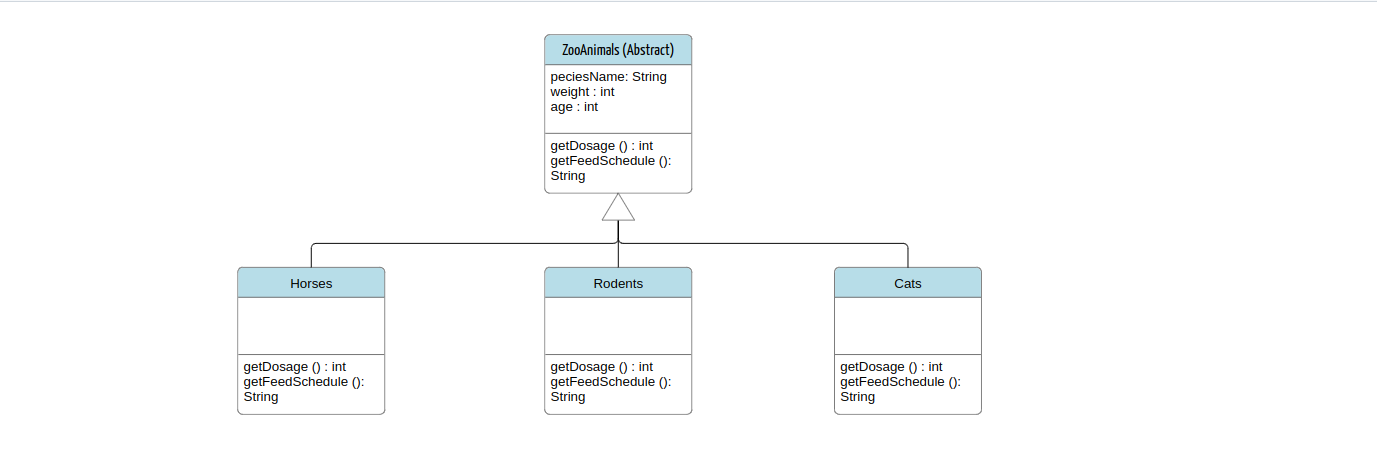 ZooAnimals (Abstract)
peciesName: String
weight : int
age : int
getDosage () : int
getFeedSchedule ():
String
Horses
getDosage () : int
getFeedSchedule ():
String
Rodents
getDosage () : int
getFeedSchedule ():
String
Cats
getDosage () : int
getFeedSchedule ():
String